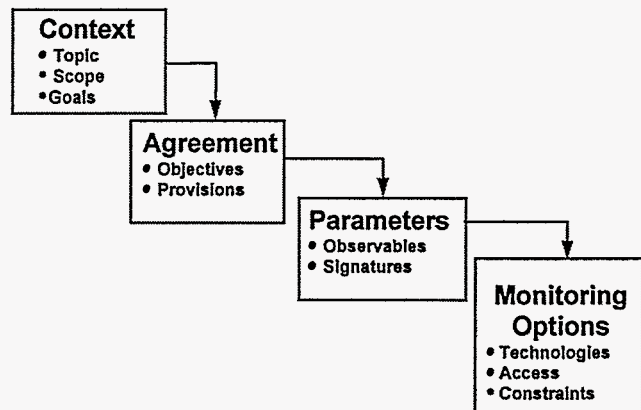 Context
• Topic
• Scope
•Goals
Agreement
• Objectives
• Provisions
Parameters
• Observables
• Signatures
Monitoring
Options
• Technologies
• Access
• Constraints